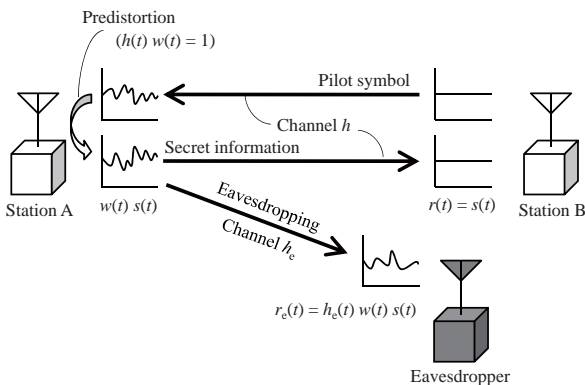 Predistortion
(h(t) w(t) = 1)
Pilot symbol
Channel h
Secret information
Station A
w(t) s(t)
Eavesdropping
Channel hₑ
r(t) = s(t)
Station B
rₑ(t) = hₑ(t) w(t) s(t)
Eavesdropper